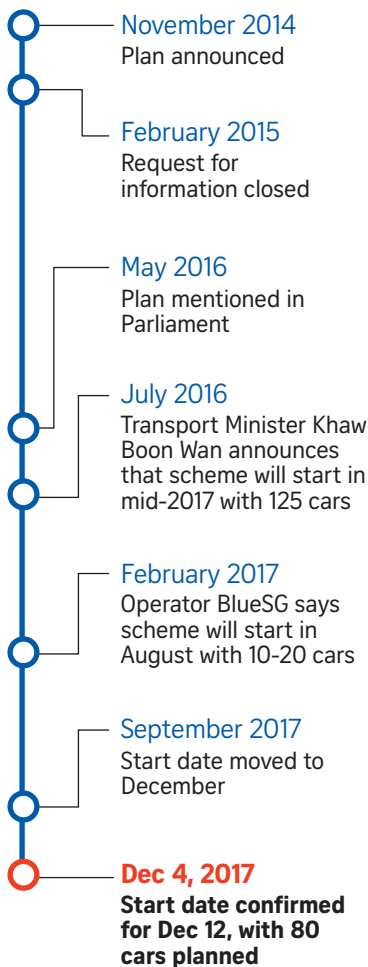 November 2014
Plan announced
February 2015
Request for
information closed
May 2016
Plan mentioned in
Parliament
July 2016
Transport Minister Khaw
Boon Wan announces
that scheme will start in
mid-2017 with 125 cars
February 2017
Operator BlueSG says
scheme will start in
August with 10-20 cars
September 2017
Start date moved to
December
Dec 4, 2017
Start date confirmed
for Dec 12, with 80
cars planned